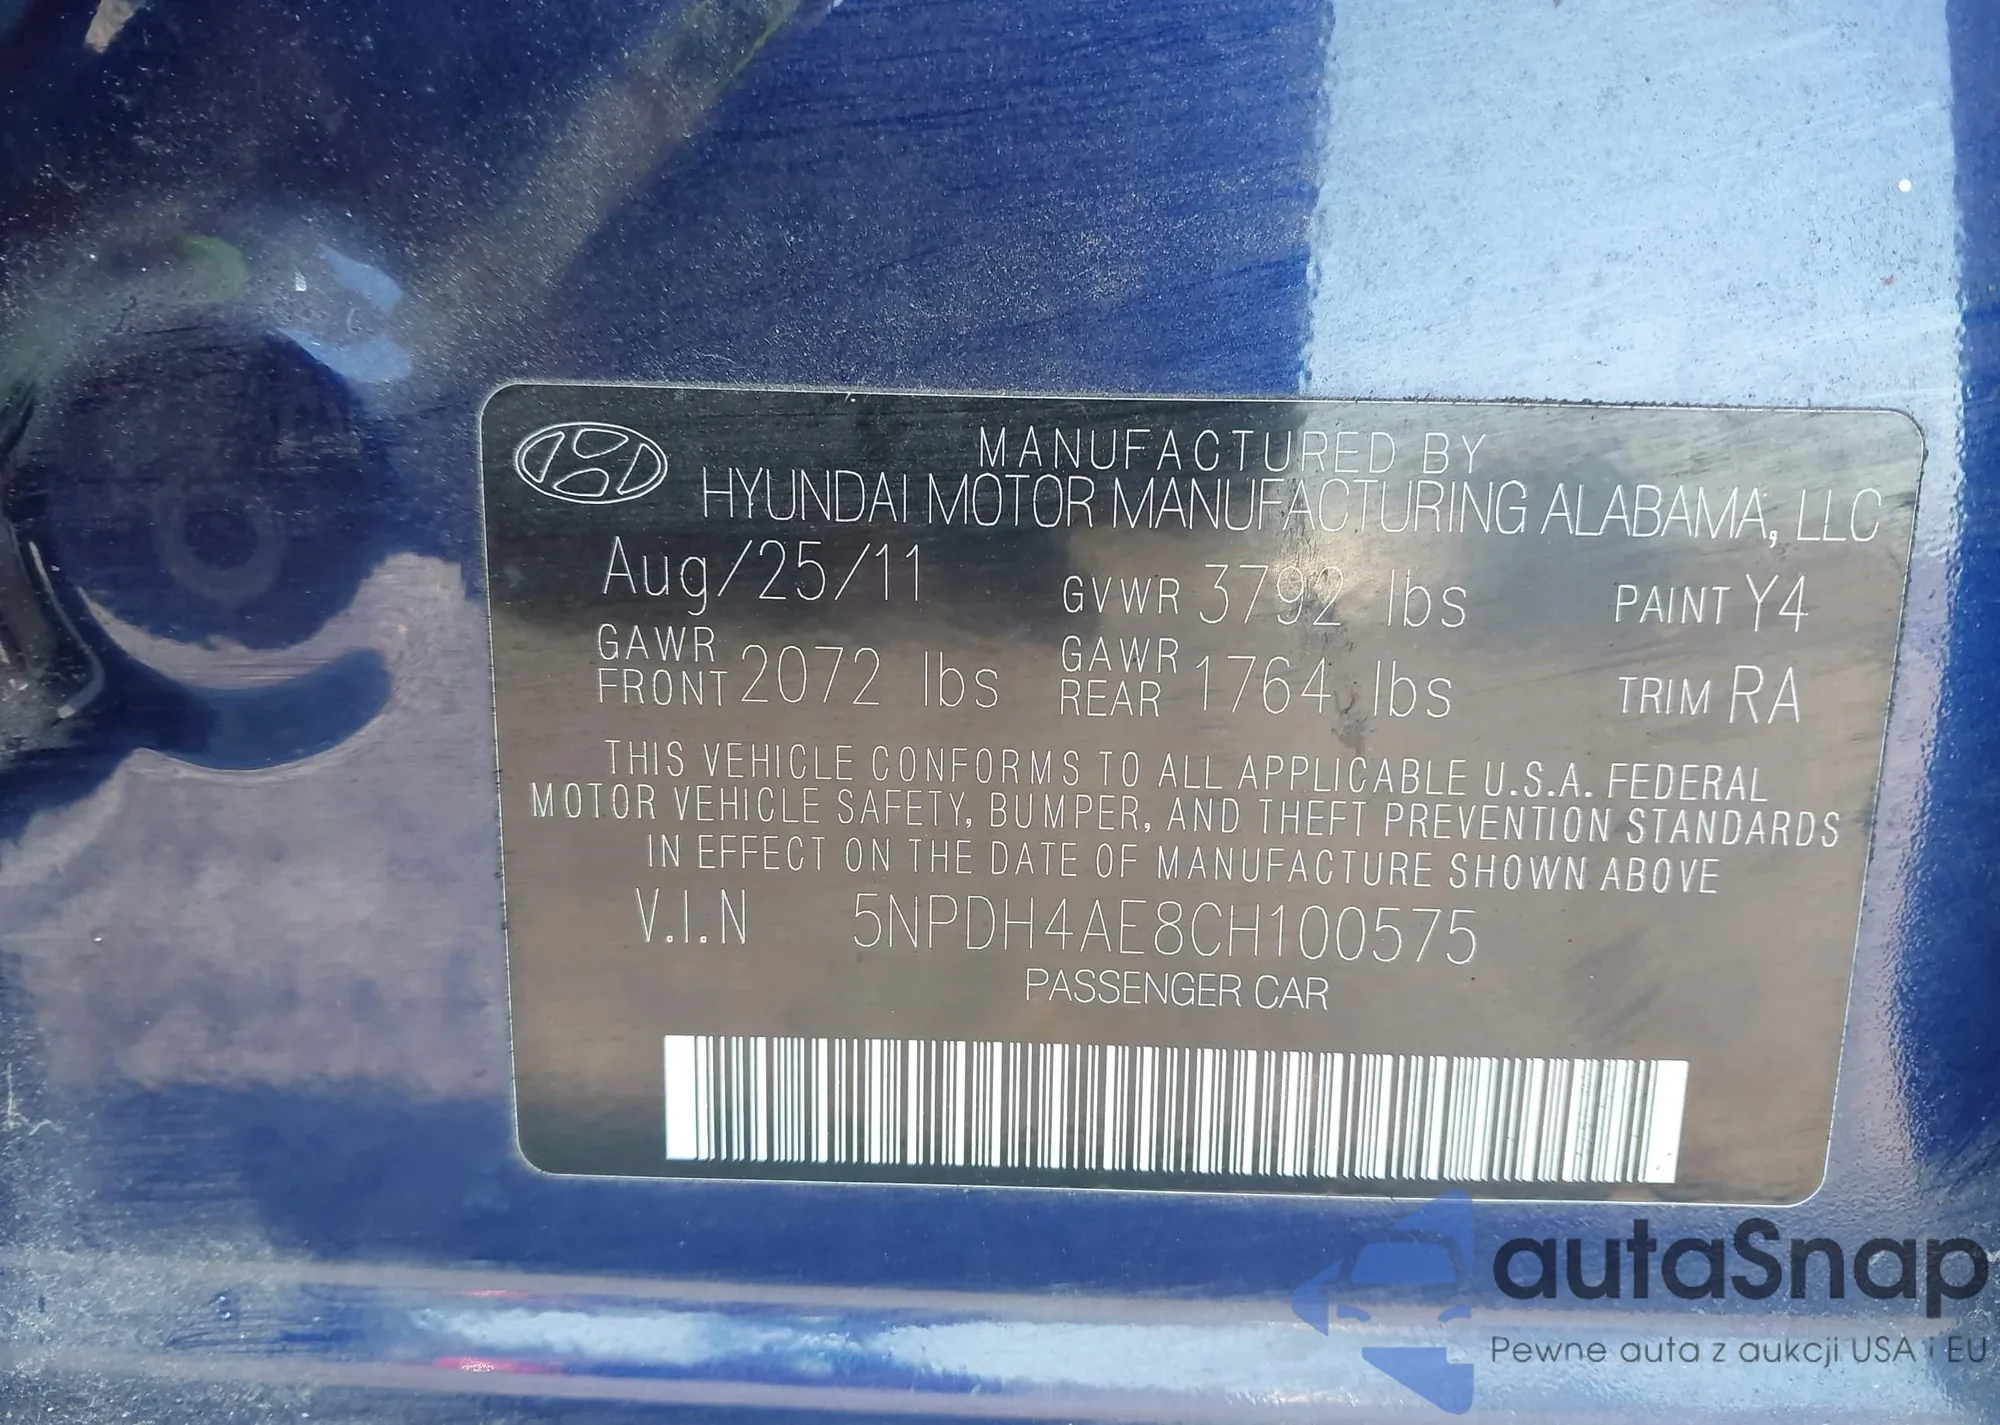 MANUFACTURED BY
HYUNDAI MOTOR MANUFACTURING ALABAMA, LLC
Aug/25/11 GVWR 3792 lbs PAINT Y4
GAWR FRONT 2072 lbs GAWR REAR 1764 lbs TRIM RA
THIS VEHICLE CONFORMS TO ALL APPLICABLE U.S.A. FEDERAL
MOTOR VEHICLE SAFETY, BUMPER, AND THEFT PREVENTION STANDARDS
IN EFFECT ON THE DATE OF MANUFACTURE SHOWN ABOVE
V.I.N 5NPDH4AE8CH100575
PASSENGER CAR
autaSnap
Pewne auta z aukcji USA i EU